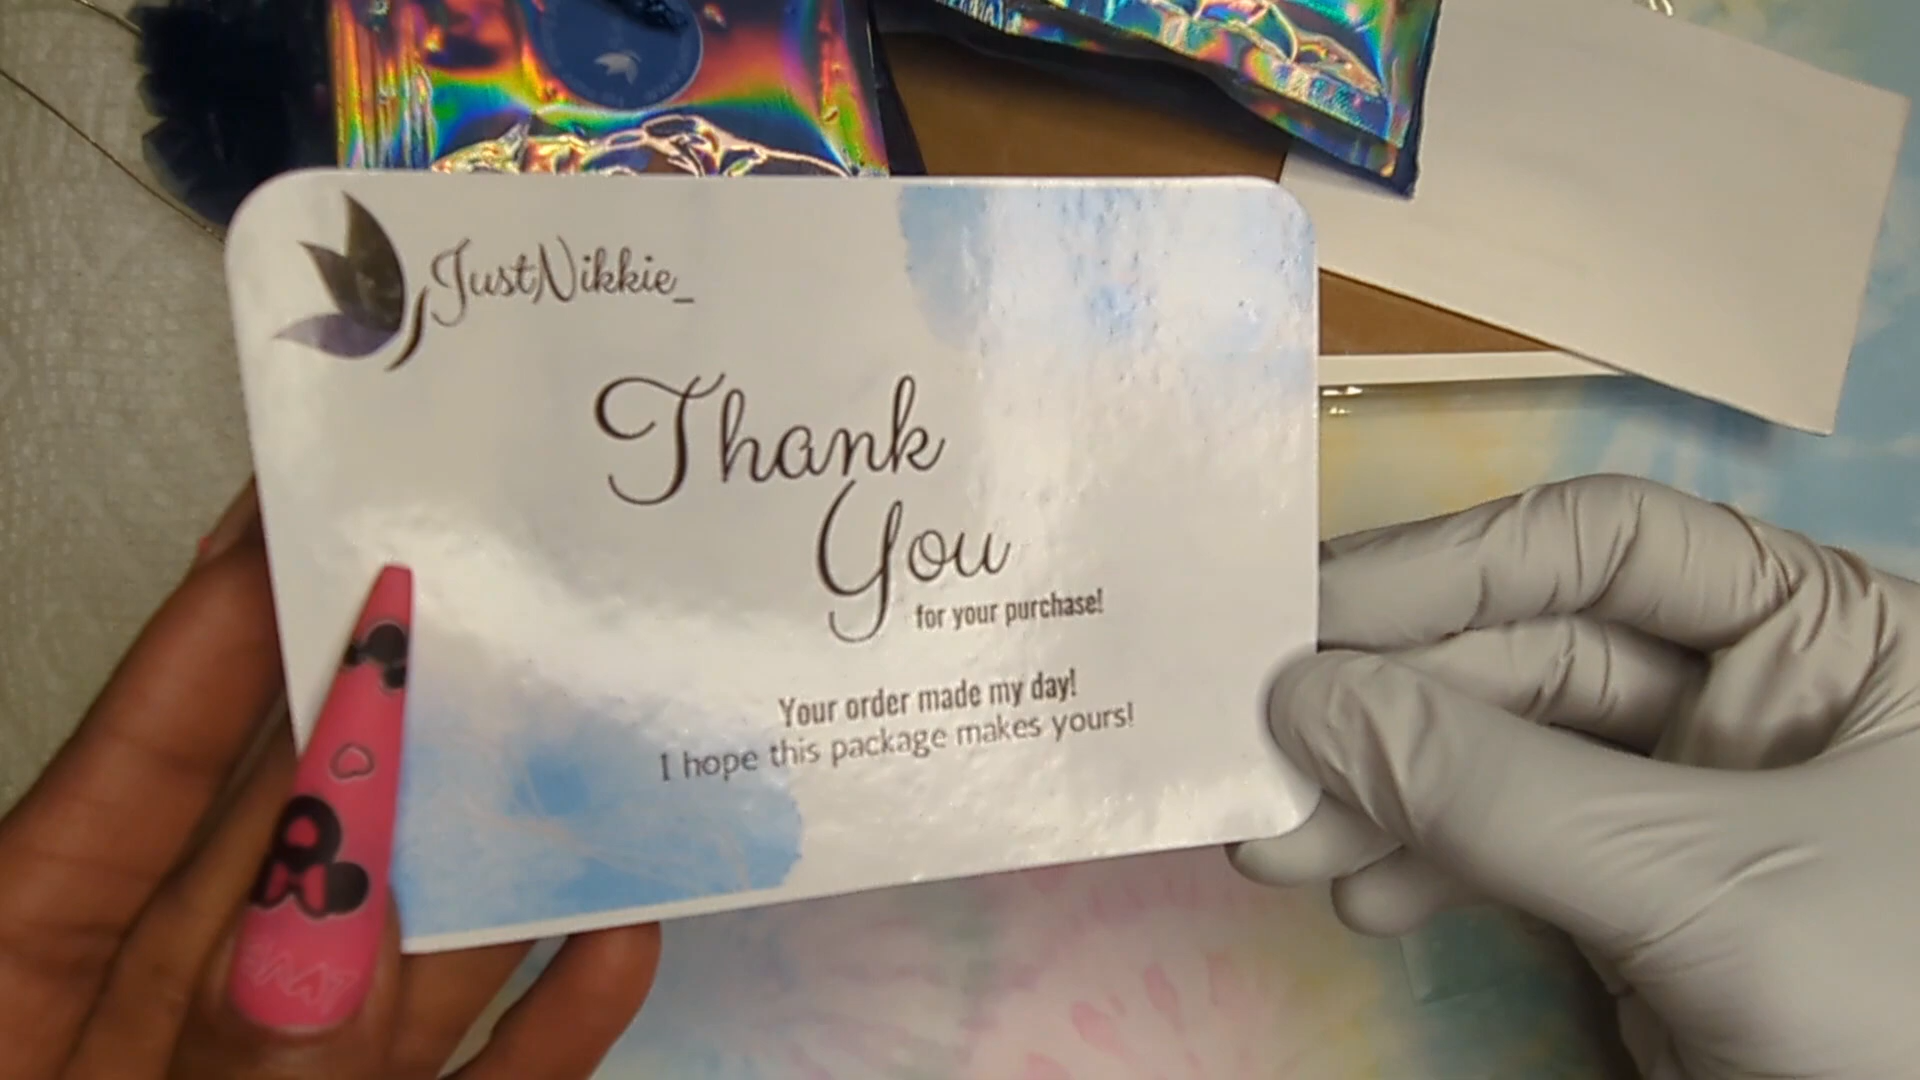 JustNikkie_
Thank
You
for your purchase!
Your order made my day!
I hope this package makes yours!